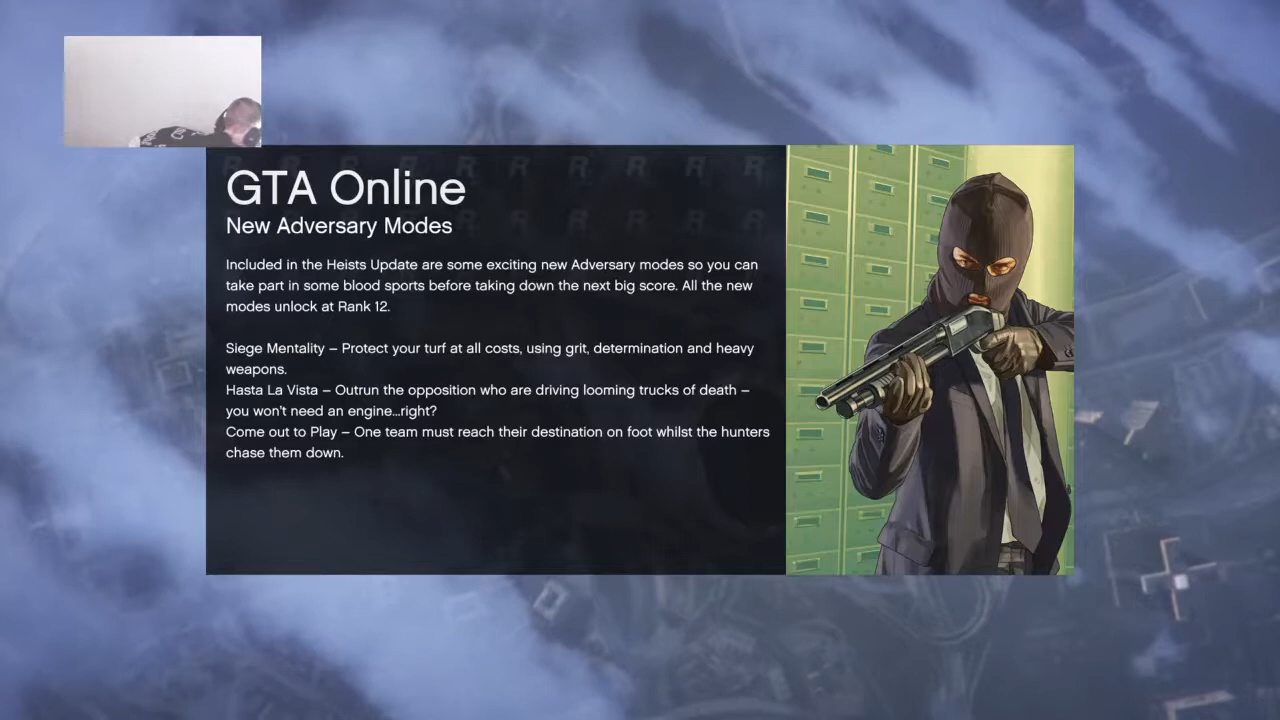 GTA Online
New Adversary Modes
Included in the Heists Update are some exciting new Adversary modes so you can
take part in some blood sports before taking down the next big score. All the new
modes unlock at Rank 12.
Siege Mentality – Protect your turf at all costs, using grit, determination and heavy
weapons.
Hasta La Vista – Outrun the opposition who are driving looming trucks of death –
you won't need an engine...right?
Come out to Play – One team must reach their destination on foot whilst the hunters
chase them down.